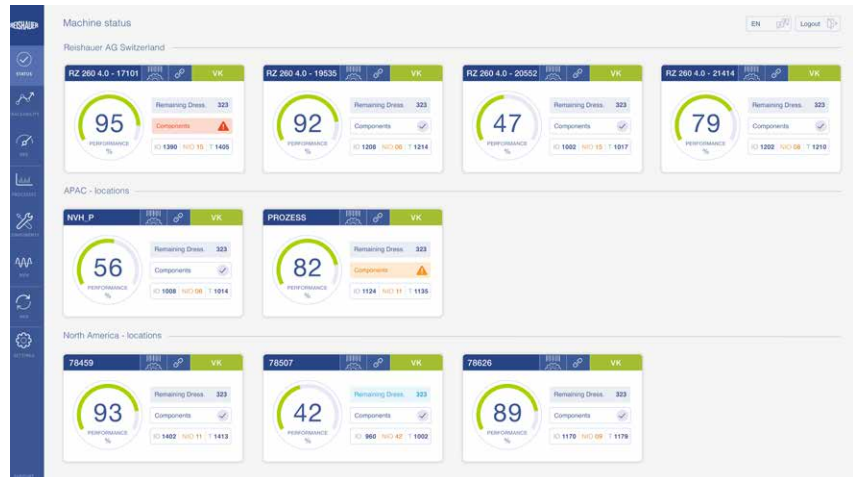 REISHAUER
Machine status
EN
Logout
STATUS
SETTINGS
Reishauer AG Switzerland
RZ 260 4.0 - 17101 VK
95
PERFORMANCE
%
Remaining Dress. 323
Components
IO 1390 NIO 15 T 1405
RZ 260 4.0 - 19535 VK
92
PERFORMANCE
%
Remaining Dress. 323
Components
IO 1208 NIO 06 T 1214
RZ 260 4.0 - 20552 VK
47
PERFORMANCE
%
Remaining Dress. 323
Components
IO 1002 NIO 15 T 1017
RZ 260 4.0 - 21414 VK
79
PERFORMANCE
%
Remaining Dress. 323
Components
IO 1202 NIO 08 T 1210
APAC - locations
NVH_P VK
56
PERFORMANCE
%
Remaining Dress. 323
Components
IO 1008 NIO 06 T 1014
PROZESS VK
82
PERFORMANCE
%
Remaining Dress. 323
Components
IO 1124 NIO 11 T 1135
North America - locations
78459 VK
93
PERFORMANCE
%
Remaining Dress. 323
Components
IO 1402 NIO 11 T 1413
78507 VK
42
PERFORMANCE
%
Remaining Dress. 323
Components
IO 960 NIO 42 T 1002
78626 VK
89
PERFORMANCE
%
Remaining Dress. 323
Components
IO 1170 NIO 09 T 1179